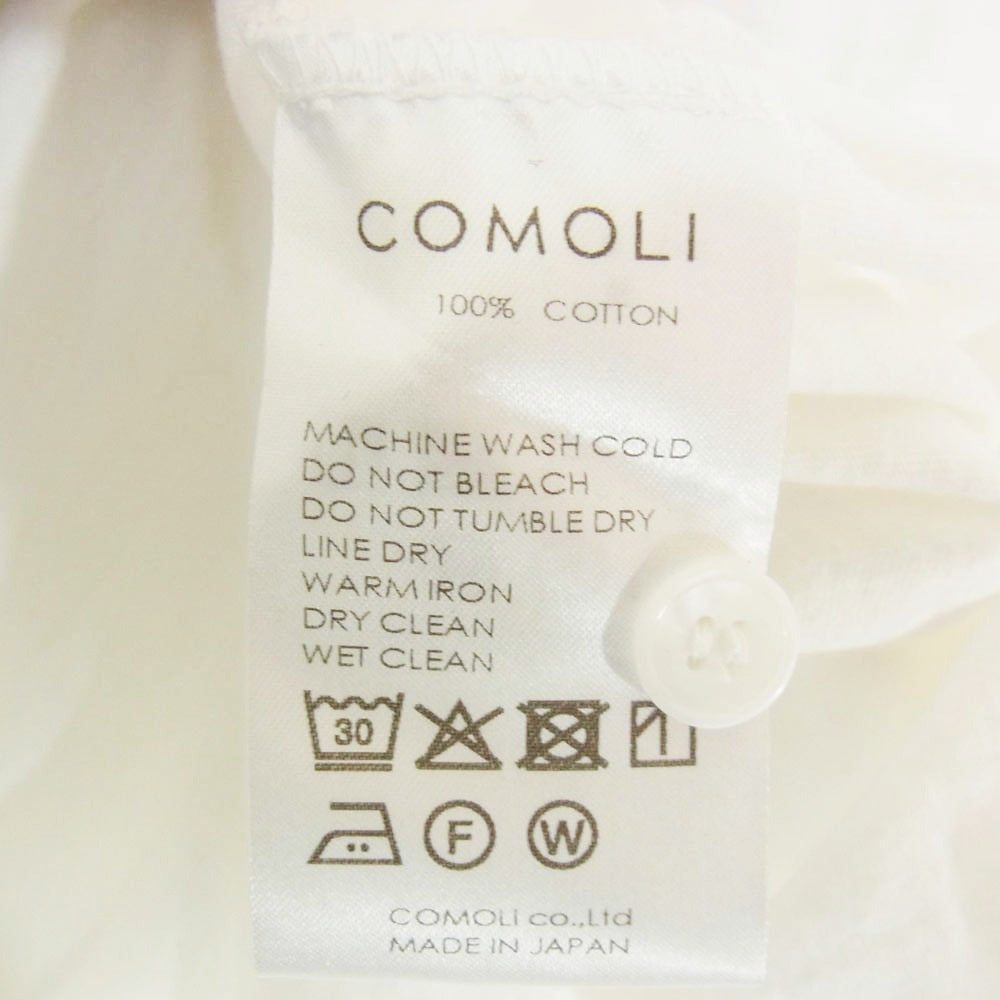 COMOLI
100% COTTON
MACHINE WASH COLD
DO NOT BLEACH
DO NOT TUMBLE DRY
LINE DRY
WARM IRON
DRY CLEAN
WET CLEAN
30
F W
COMOLI co.,Ltd
MADE IN JAPAN